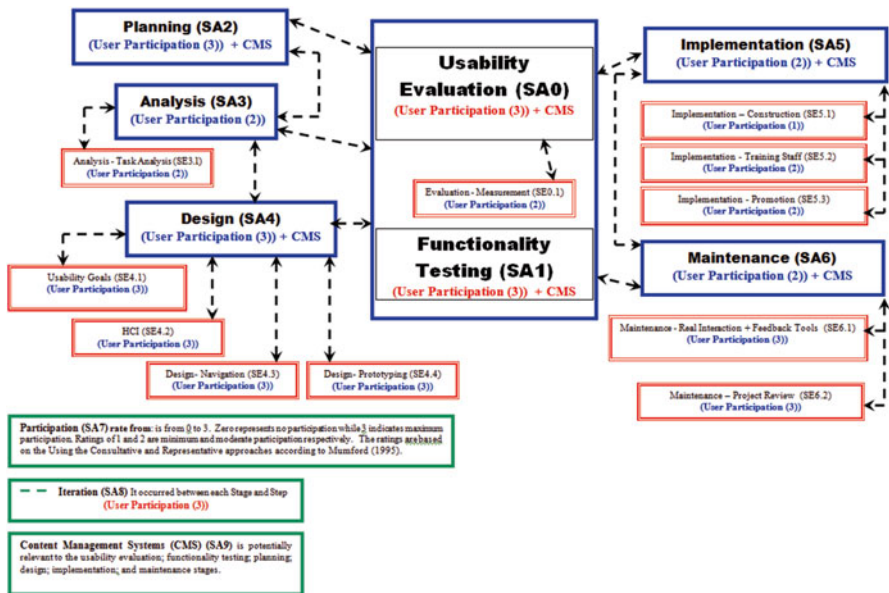 Planning (SA2)
(User Participation (3)) + CMS
Analysis (SA3)
(User Participation (2))
Analysis - Task Analysis (SE3.1)
(User Participation (2))
Design (SA4)
(User Participation (3)) + CMS
Usability Goals (SE4.1)
(User Participation (3))
HCI (SE4.2)
(User Participation (3))
Design- Navigation (SE4.3)
(User Participation (3))
Design- Prototyping (SE4.4)
(User Participation (3))
Usability
Evaluation (SA0)
(User Participation (3)) + CMS
Evaluation - Measurement (SE0.1)
(User Participation (2))
Functionality
Testing (SA1)
(User Participation (3)) + CMS
Implementation (SA5)
(User Participation (2)) + CMS
Implementation – Construction (SE5.1)
(User Participation (1))
Implementation - Training Staff (SE5.2)
(User Participation (2))
Implementation - Promotion (SE5.3)
(User Participation (2))
Maintenance (SA6)
(User Participation (2)) + CMS
Maintenance - Real Interaction + Feedback Tools (SE6.1)
(User Participation (3))
Maintenance – Project Review (SE6.2)
(User Participation (3))
Participation (SA7) rate from: is from 0 to 3. Zero represents no participation while 3 indicates maximum
participation. Ratings of 1 and 2 are minimum and moderate participation respectively. The ratings are based
on the Using the Consultative and Representative approaches according to Mumford (1995).
Iteration (SA8) It occurred between each Stage and Step
(User Participation (3))
Content Management Systems (CMS) (SA9) is potentially
relevant to the usability evaluation; functionality testing; planning;
design; implementation; and maintenance stages.